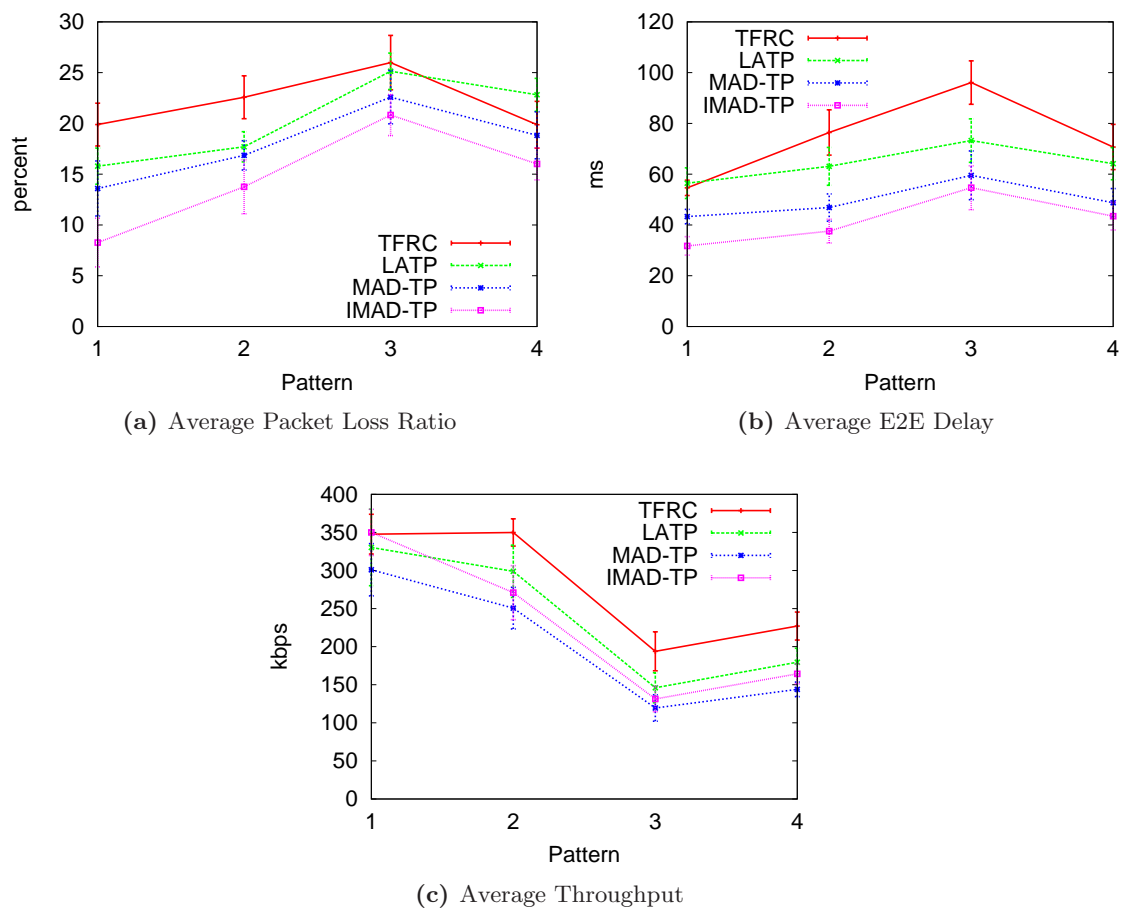 30
25
20
15
10
5
0
percent
1 2 3 4
Pattern
TFRC
LATP
MAD-TP
IMAD-TP
(a) Average Packet Loss Ratio
120
100
80
60
40
20
0
ms
1 2 3 4
Pattern
TFRC
LATP
MAD-TP
IMAD-TP
(b) Average E2E Delay
400
350
300
250
200
150
100
50
0
kbps
1 2 3 4
Pattern
TFRC
LATP
MAD-TP
IMAD-TP
(c) Average Throughput